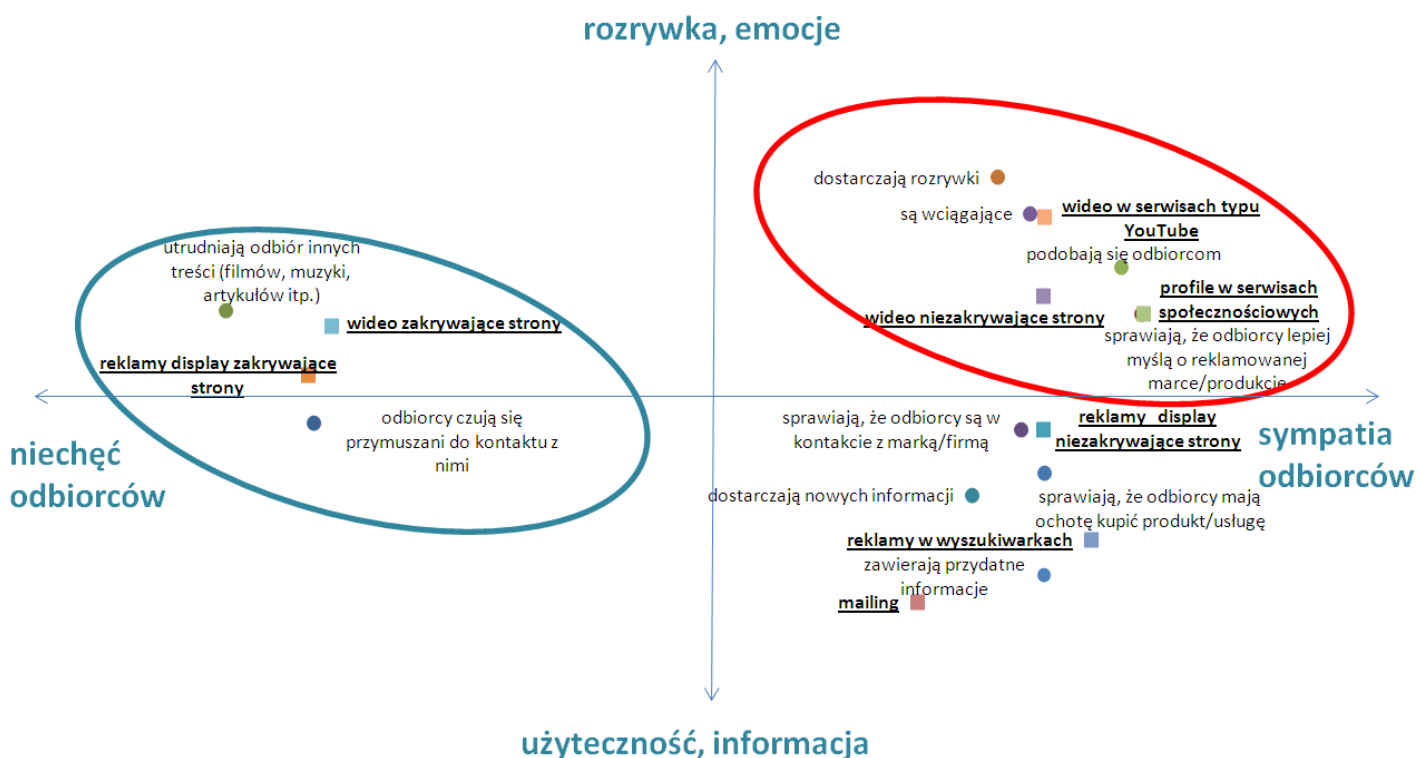 rozrywka, emocje
dostarczają rozrywki
są wciągające
wideo w serwisach typu
YouTube
podobają się odbiorcom
utrudniają odbiór innych
treści (filmów, muzyki,
artykułów itp.)
wideo zakrywające strony
reklamy display zakrywające
strony
wideo niezakrywające strony
profile w serwisach
społecznościowych
sprawiają, że odbiorcy lepiej
myślą o reklamowanej
marce/produkcie
niechęć
odbiorców
odbiorcy czują się
przymuszani do kontaktu z
nimi
sprawiają, że odbiorcy są w
kontakcie z marką/firmą
reklamy display
niezakrywające strony
sympatia
odbiorców
dostarczają nowych informacji
sprawiają, że odbiorcy mają
ochotę kupić produkt/usługę
reklamy w wyszukiwarkach
zawierają przydatne
informacje
mailing
użyteczność, informacja